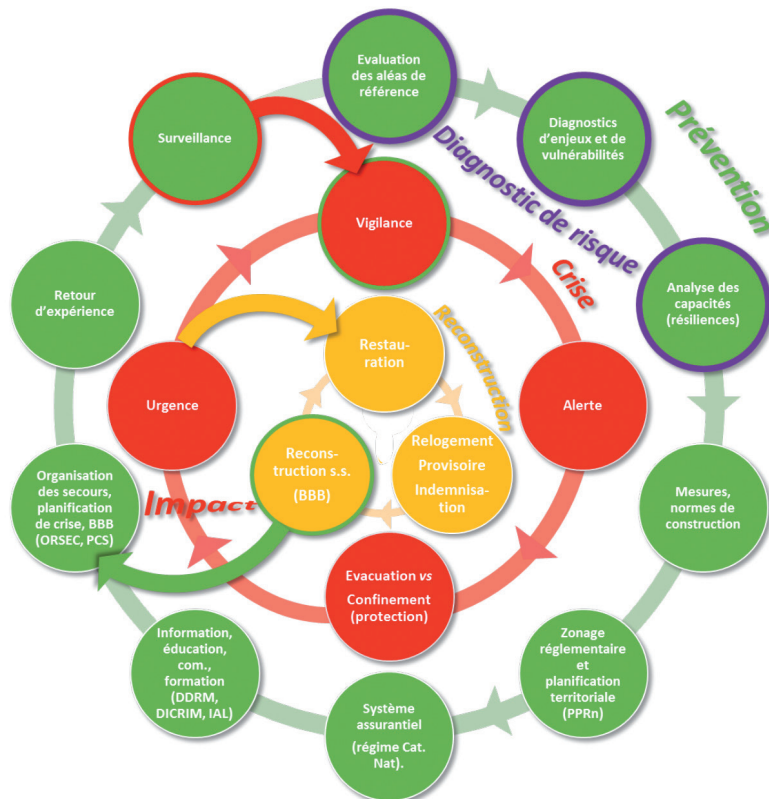 Evaluation
des aléas de
référence
Diagnostics
d'enjeux et de
vulnérabilités
Analyse des
capacités
(résiliences)
Mesures,
normes de
construction
Zonage
réglementaire
et
planification
territoriale
(PPRn)
Système
assurantiel
(régime Cat.
Nat).
Information,
éducation,
com.,
formation
(DDRM,
DICRIM, IAL)
Organisation
des secours,
planification
de crise, BBB
(ORSEC, PCS)
Retour
d'expérience
Surveillance
Prévention
Diagnostic de risque
Vigilance
Crise
Alerte
Evacuation vs
Confinement
(protection)
Impact
Urgence
Reconstruction
Restau-
ration
Relogement
Provisoire
Indemnisa-
tion
Recons-
truction s.s.
(BBB)